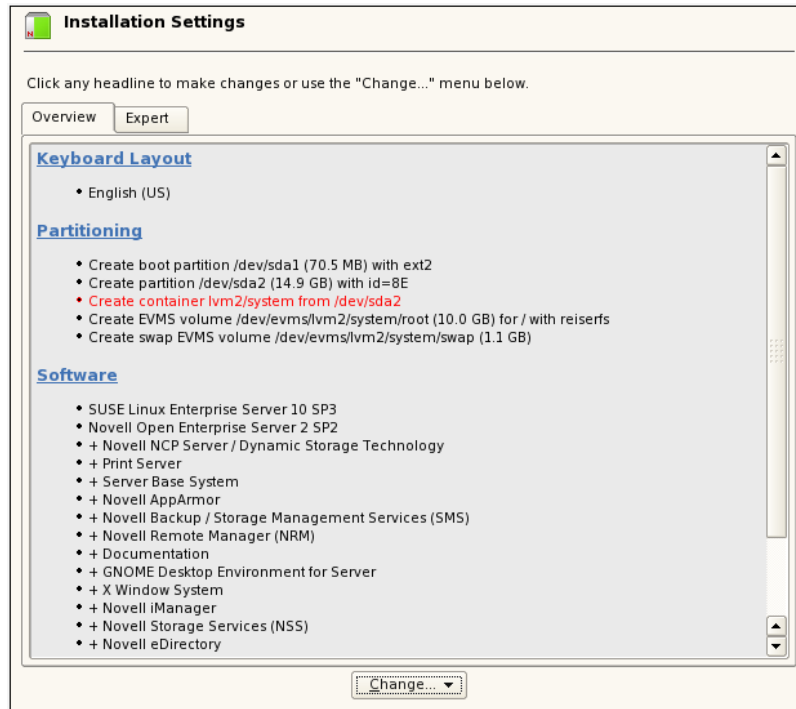 Installation Settings
Click any headline to make changes or use the "Change..." menu below.
Overview
Expert
Keyboard Layout
• English (US)
Partitioning
• Create boot partition /dev/sda1 (70.5 MB) with ext2
• Create partition /dev/sda2 (14.9 GB) with id=8E
• Create container lvm2/system from /dev/sda2
• Create EVMS volume /dev/evms/lvm2/system/root (10.0 GB) for / with reiserfs
• Create swap EVMS volume /dev/evms/lvm2/system/swap (1.1 GB)
Software
• SUSE Linux Enterprise Server 10 SP3
• Novell Open Enterprise Server 2 SP2
• + Novell NCP Server / Dynamic Storage Technology
• + Print Server
• + Server Base System
• + Novell AppArmor
• + Novell Backup / Storage Management Services (SMS)
• + Novell Remote Manager (NRM)
• + Documentation
• + GNOME Desktop Environment for Server
• + X Window System
• + Novell iManager
• + Novell Storage Services (NSS)
• + Novell eDirectory
Change...